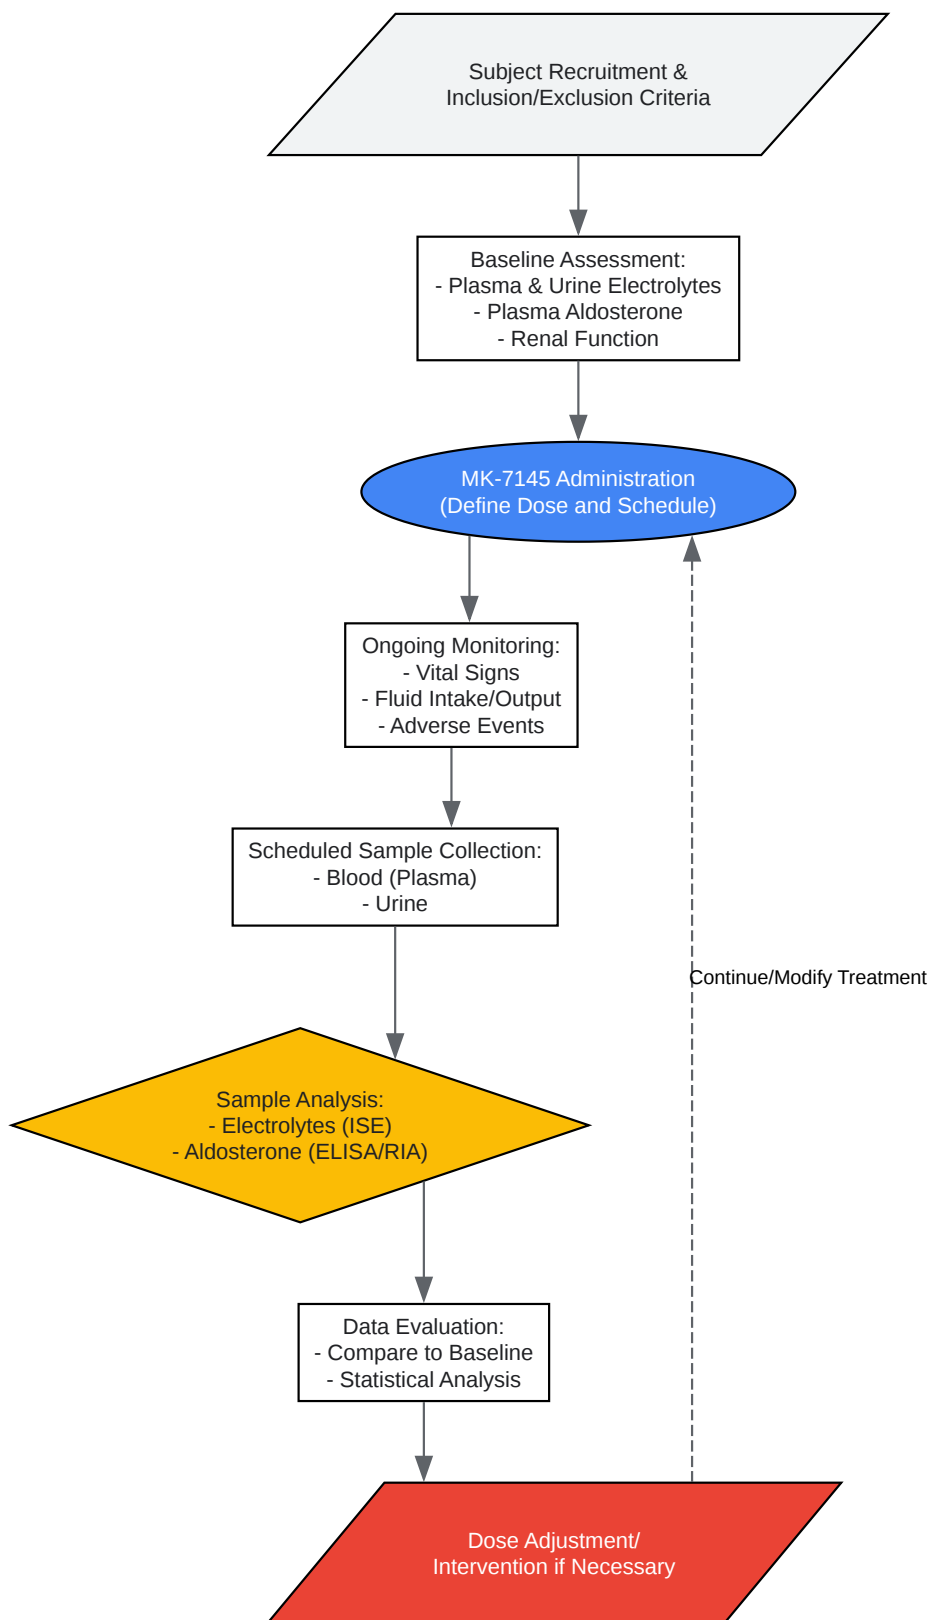 Subject Recruitment &
Inclusion/Exclusion Criteria
Baseline Assessment:
- Plasma & Urine Electrolytes
- Plasma Aldosterone
- Renal Function
MK-7145 Administration
(Define Dose and Schedule)
Ongoing Monitoring:
- Vital Signs
- Fluid Intake/Output
- Adverse Events
Scheduled Sample Collection:
- Blood (Plasma)
- Urine
Continue/Modify Treatment
Sample Analysis:
- Electrolytes (ISE)
- Aldosterone (ELISA/RIA)
Data Evaluation:
- Compare to Baseline
- Statistical Analysis
Dose Adjustment/
Intervention if Necessary